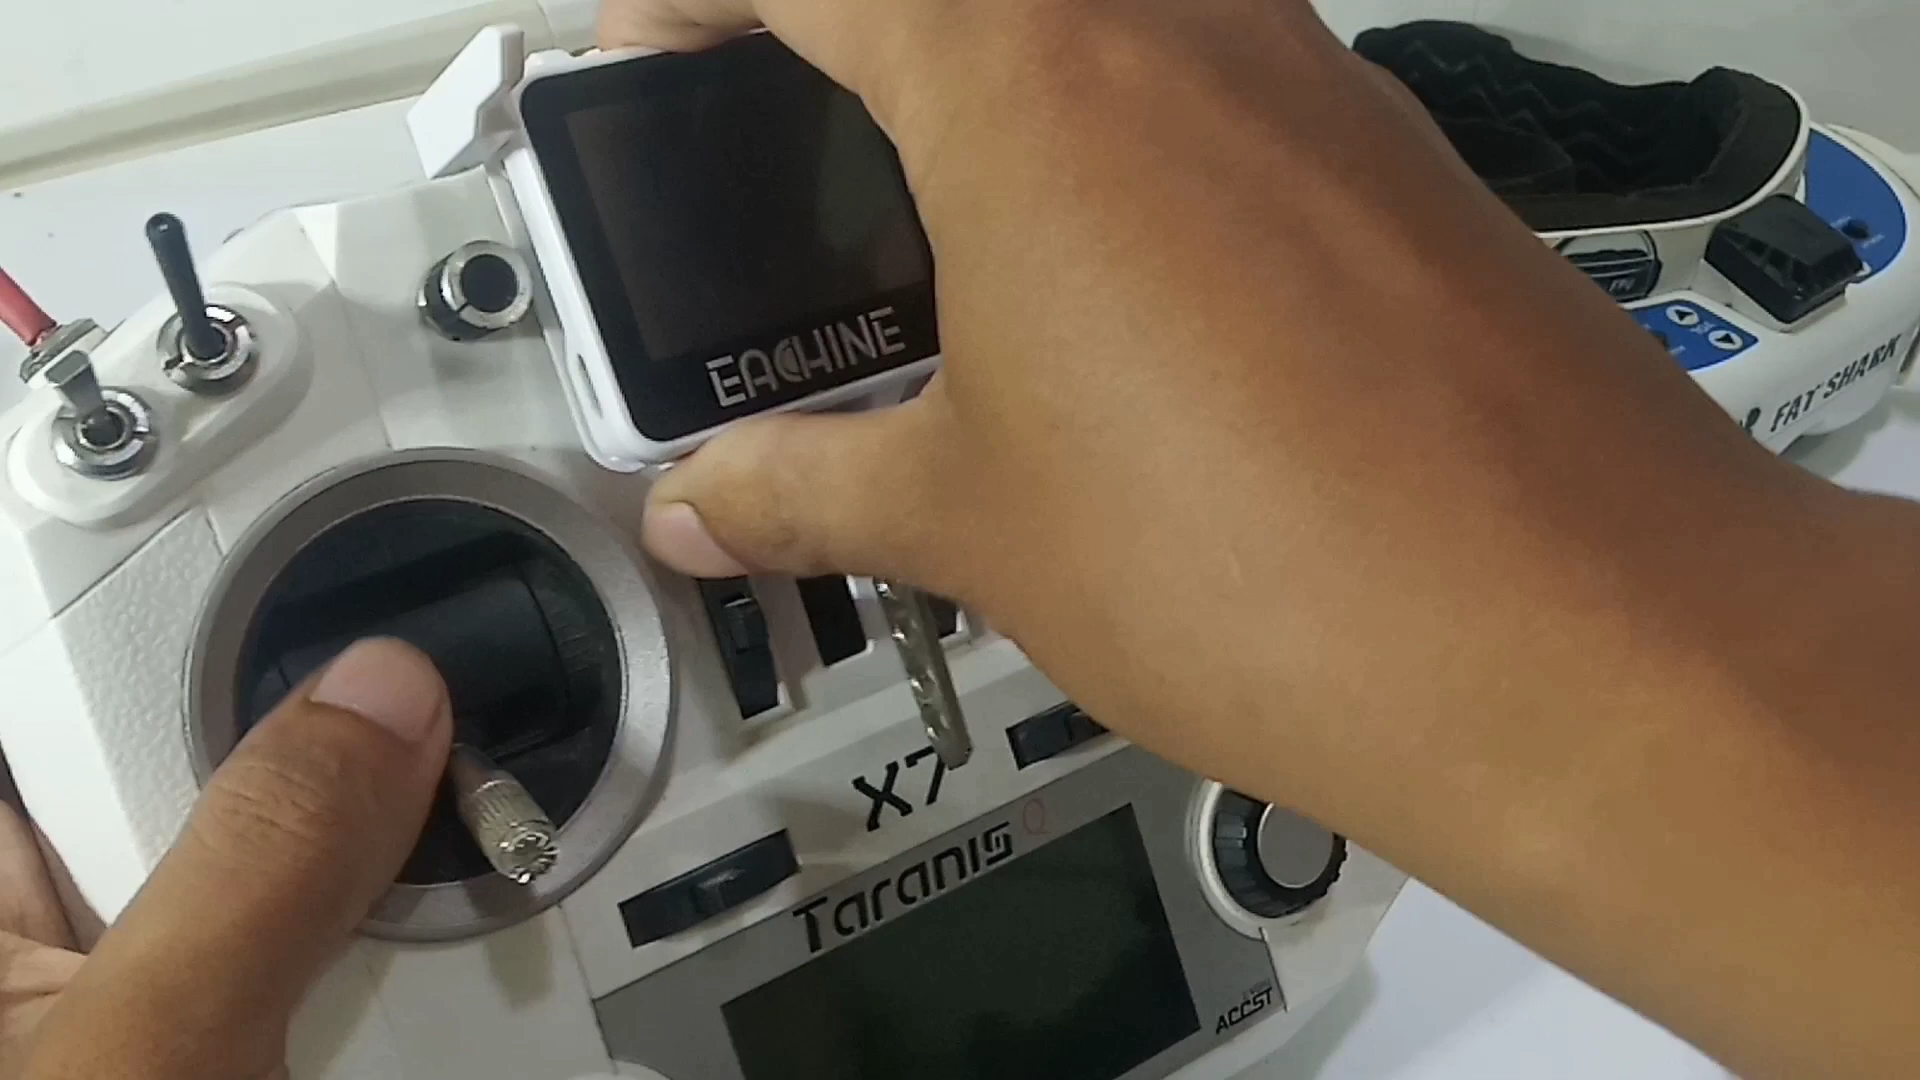 EACHINE
FAT SHARK
X7
Q
Taranis
ACCST